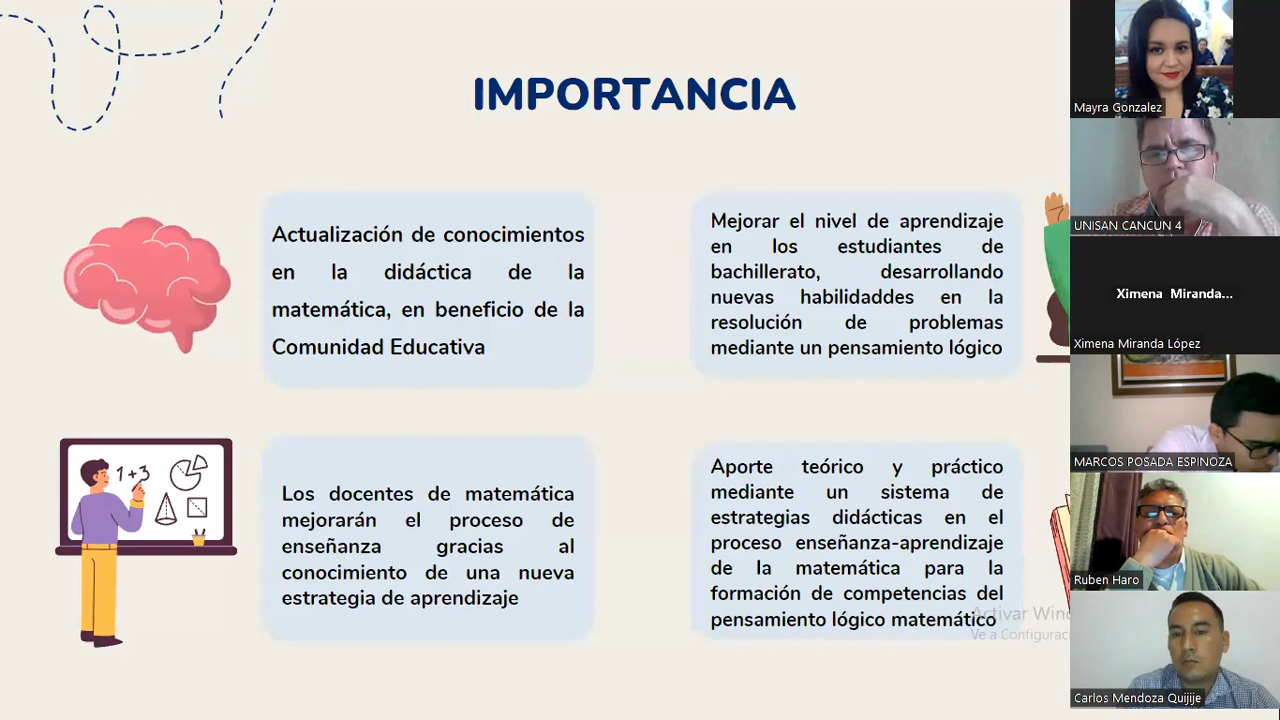 IMPORTANCIA
Actualización de conocimientos
en la didáctica de la
matemática, en beneficio de la
Comunidad Educativa
Mejorar el nivel de aprendizaje
en los estudiantes de
bachillerato, desarrollando
nuevas habilidaddes en la
resolución de problemas
mediante un pensamiento lógico
1+3
Los docentes de matemática
mejorarán el proceso de
enseñanza gracias al
conocimiento de una nueva
estrategia de aprendizaje
Aporte teórico y práctico
mediante un sistema de
estrategias didácticas en el
proceso enseñanza-aprendizaje
de la matemática para la
formación de competencias del
pensamiento lógico matemático
Activar Wind
Ve a Configurac
Mayra Gonzalez
UNISAN CANCUN 4
Ximena Miranda...
Ximena Miranda López
MARCOS POSADA ESPINOZA
Ruben Haro
Carlos Mendoza Quijije